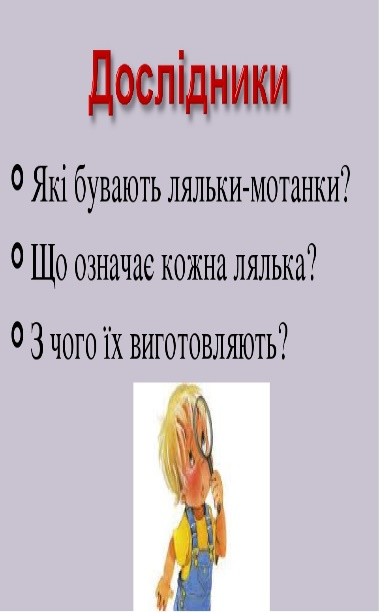 Дослідники
Які бувають ляльки-мотанки?
Що означає кожна лялька?
З чого їх виготовляють?